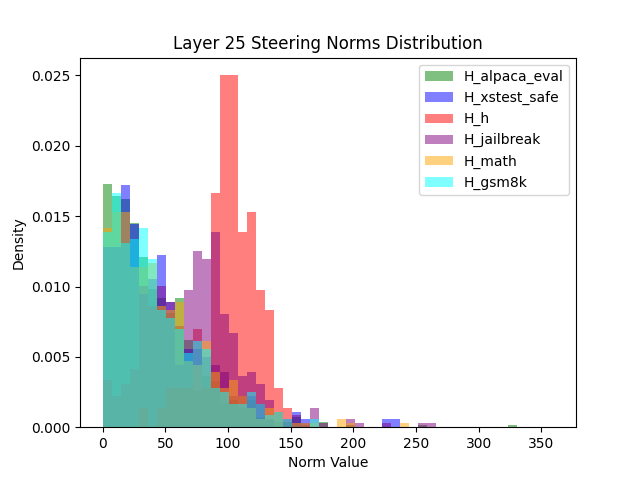 Layer 25 Steering Norms Distribution
H_alpaca_eval
H_xstest_safe
H_h
H_jailbreak
H_math
H_gsm8k
0.025
0.020
0.015
0.010
0.005
0.000
Density
0 50 100 150 200 250 300 350
Norm Value